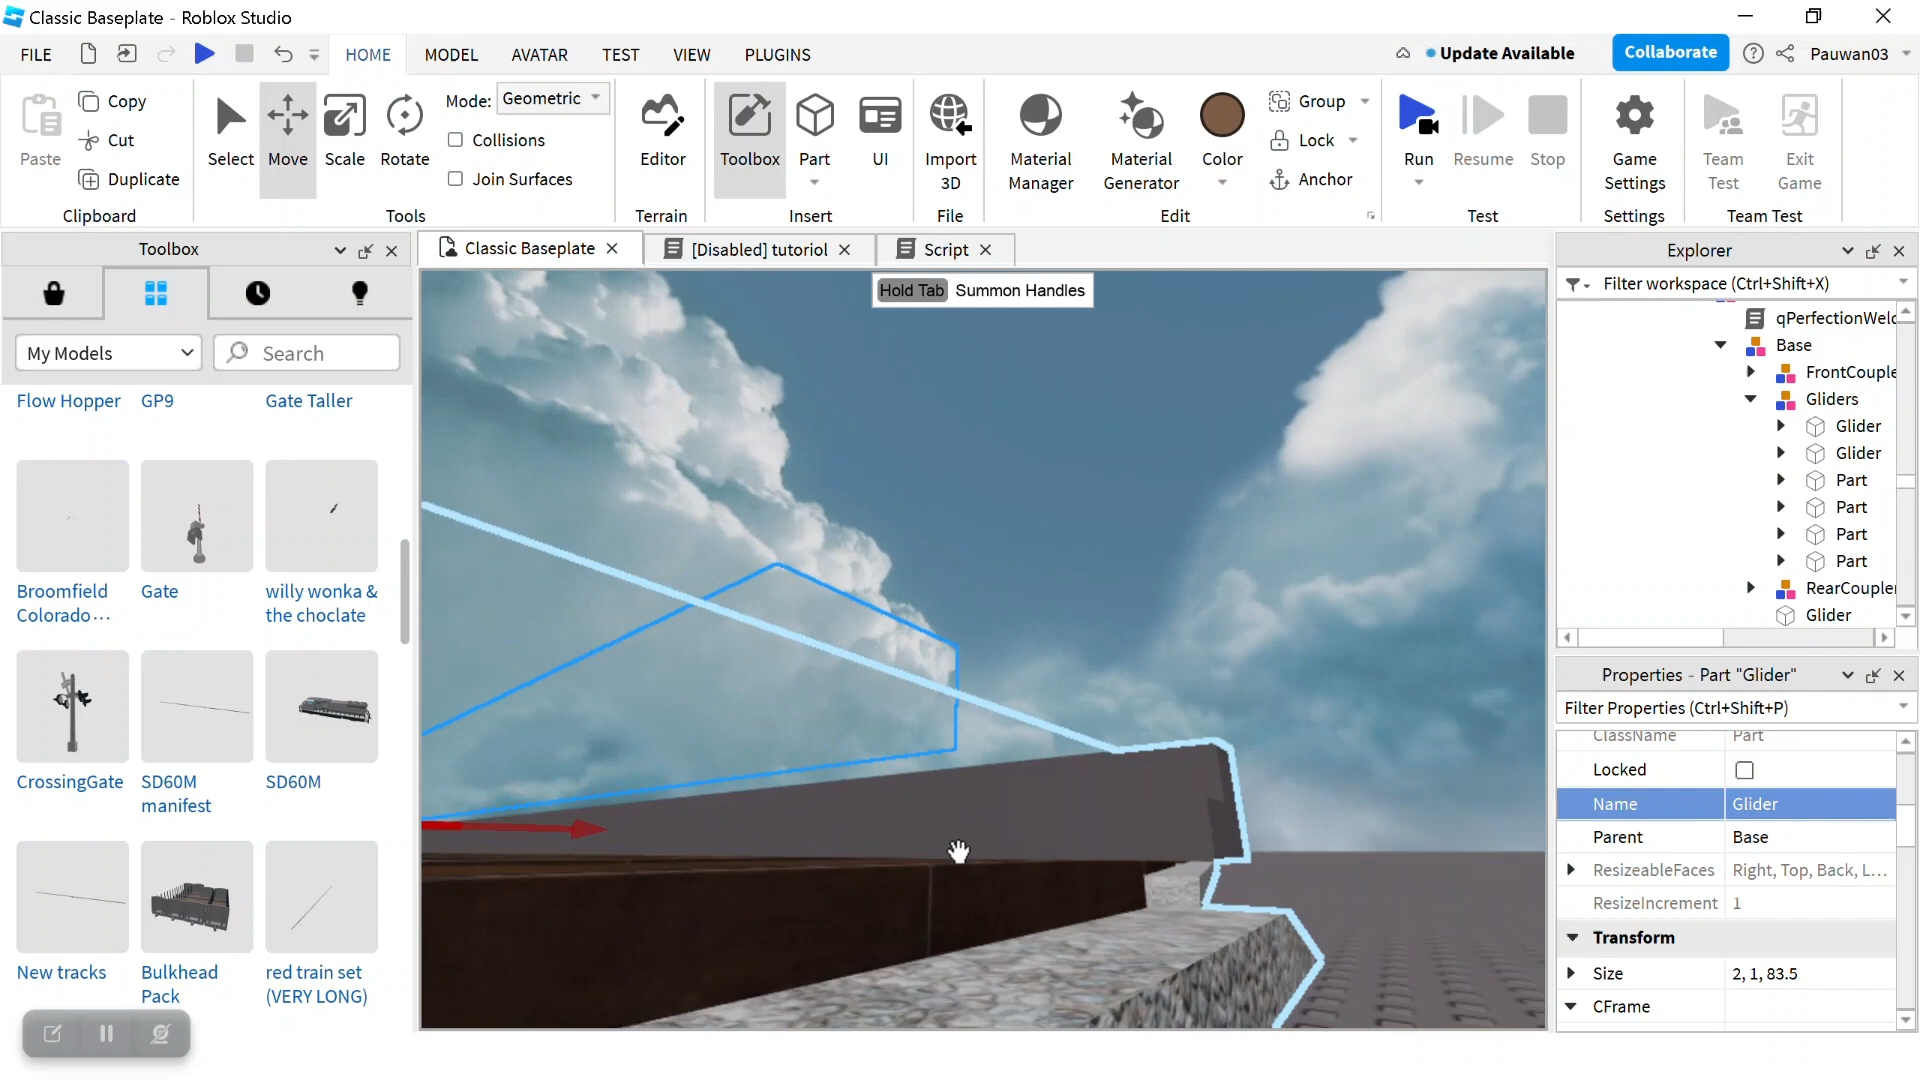 Classic Baseplate - Roblox Studio
FILE HOME MODEL AVATAR TEST VIEW PLUGINS Update Available Collaborate Pauwan03
Paste Copy Cut Duplicate
Clipboard
Select Move Scale Rotate
Mode: Geometric
Collisions
Join Surfaces
Tools
Editor
Terrain
Toolbox Part UI
Insert
Import
3D
File
Material
Manager
Material
Generator
Color
Group
Lock
Anchor
Edit
Run Resume Stop
Test
Game
Settings
Settings
Team
Test
Exit
Game
Team Test
Toolbox
My Models Search
Flow Hopper GP9 Gate Taller
Broomfield
Colorado...
Gate
willy wonka &
the choclate
CrossingGate
SD60M
manifest
SD60M
New tracks
Bulkhead
Pack
red train set
(VERY LONG)
Classic Baseplate [Disabled] tutoriol Script
Hold Tab Summon Handles
Explorer
Filter workspace (Ctrl+Shift+X)
qPerfectionWeld
Base
FrontCouple
Gliders
Glider
Glider
Part
Part
Part
Part
RearCoupler
Glider
Properties - Part "Glider"
Filter Properties (Ctrl+Shift+P)
ClassName Part
Locked
Name Glider
Parent Base
ResizeableFaces Right, Top, Back, L...
ResizeIncrement 1
Transform
Size 2, 1, 83.5
CFrame